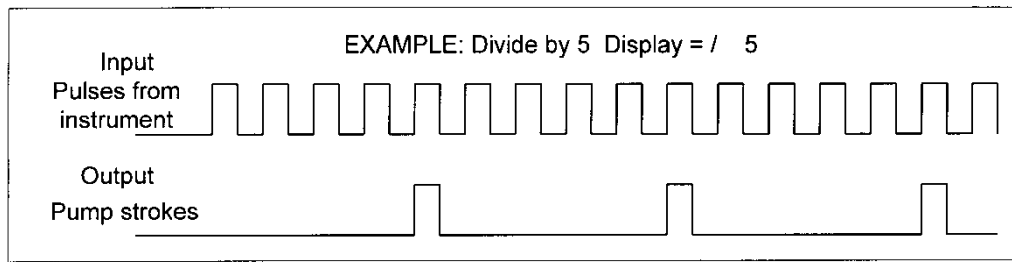 EXAMPLE: Divide by 5 Display = / 5
Input
Pulses from
instrument
Output
Pump strokes